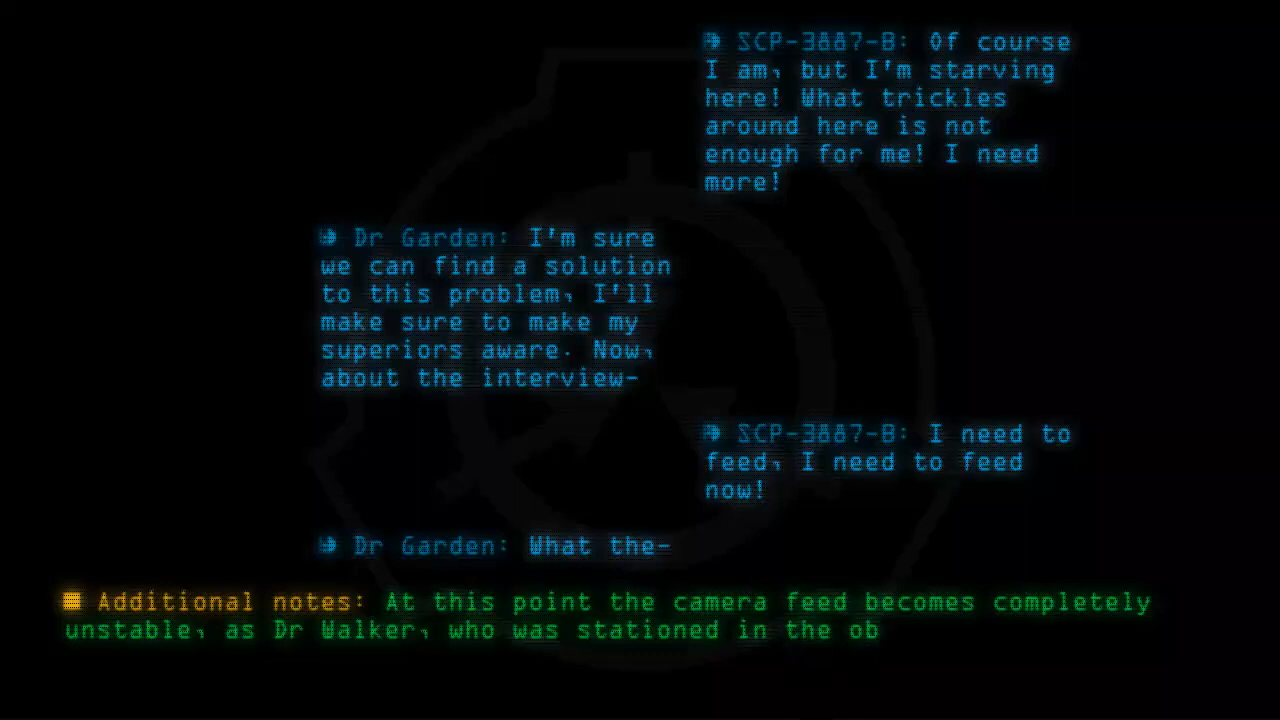 SCP-3887-B: Of course
I am, but I'm starving
here! What trickles
around here is not
enough for me! I need
more!
Dr Garden: I'm sure
we can find a solution
to this problem, I'll
make sure to make my
superiors aware. Now,
about the interview-
SCP-3887-B: I need to
feed, I need to feed
now!
Dr Garden: What the-
Additional notes: At this point the camera feed becomes completely
unstable, as Dr Walker, who was stationed in the ob